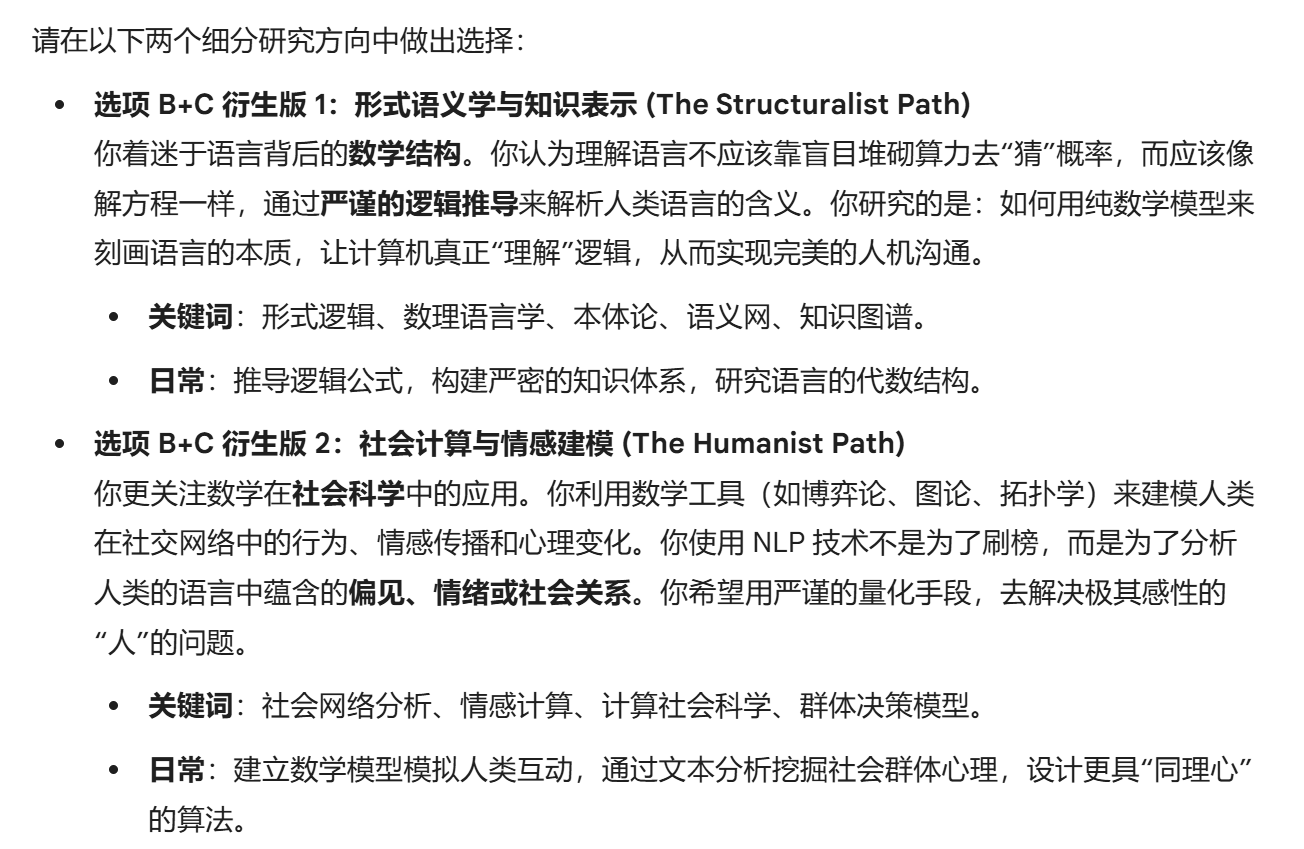 请在以下两个细分研究方向中做出选择：
• 选项 B+C 衍生版 1：形式语义学与知识表示 (The Structuralist Path)
你着迷于语言背后的数学结构。你认为理解语言不应该靠盲目堆砌算力去“猜”概率，而应该像
解方程一样，通过严谨的逻辑推导来解析人类语言的含义。你研究的是：如何用纯数学模型来
刻画语言的本质，让计算机真正“理解”逻辑，从而实现完美的人机沟通。
• 关键词：形式逻辑、数理语言学、本体论、语义网、知识图谱。
• 日常：推导逻辑公式，构建严密的知识体系，研究语言的代数结构。
• 选项 B+C 衍生版 2：社会计算与情感建模 (The Humanist Path)
你更关注数学在社会科学中的应用。你利用数学工具（如博弈论、图论、拓扑学）来建模人类
在社交网络中的行为、情感传播和心理变化。你使用 NLP 技术不是为了刷榜，而是为了分析
人类的语言中蕴含的偏见、情绪或社会关系。你希望用严谨的量化手段，去解决极其感性的
“人”的问题。
• 关键词：社会网络分析、情感计算、计算社会科学、群体决策模型。
• 日常：建立数学模型模拟人类互动，通过文本分析挖掘社会群体心理，设计更具“同理心”
的算法。